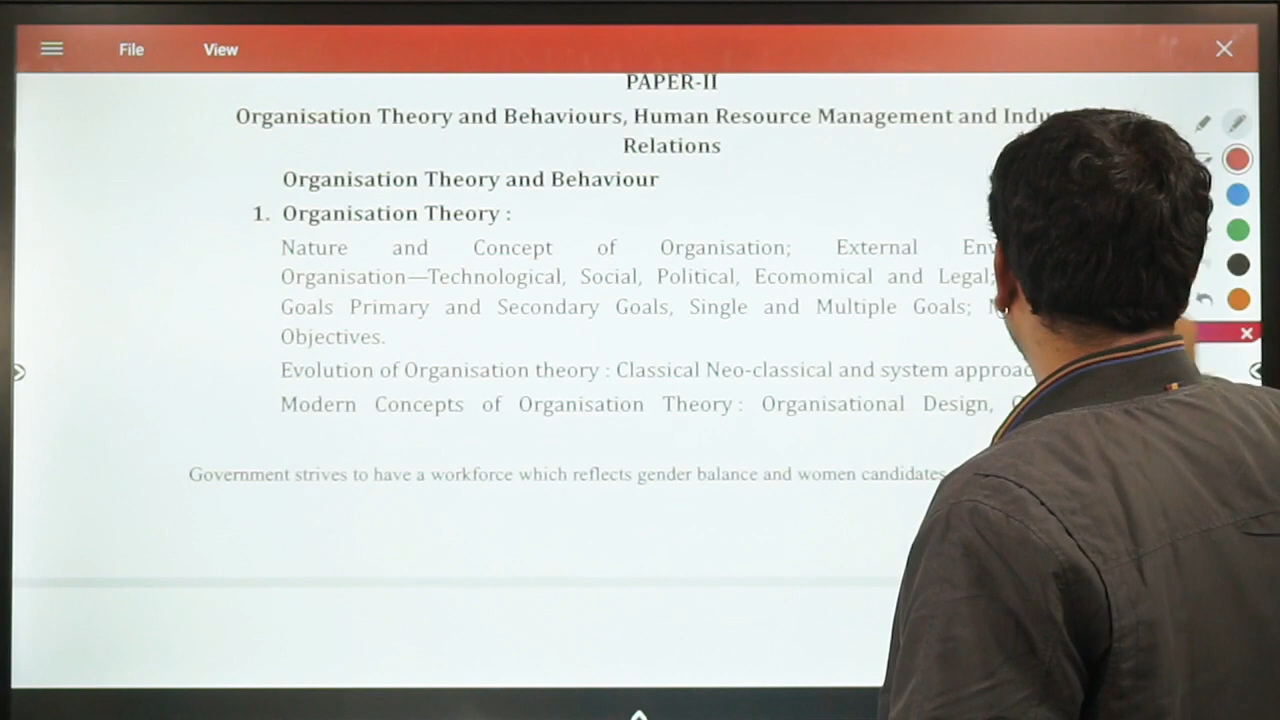 File View
PAPER-II
Organisation Theory and Behaviours, Human Resource Management and
Relations
Organisation Theory and Behaviour
1. Organisation Theory :
Nature and Concept of Organisation; External
Organisation—Technological, Social, Political, Ecomomical and Legal;
Goals Primary and Secondary Goals, Single and Multiple Goals;
Objectives.
Evolution of Organisation theory : Classical Neo-classical and system
Modern Concepts of Organisation Theory : Organisational Design,
Government strives to have a workforce which reflects gender balance and women candidates